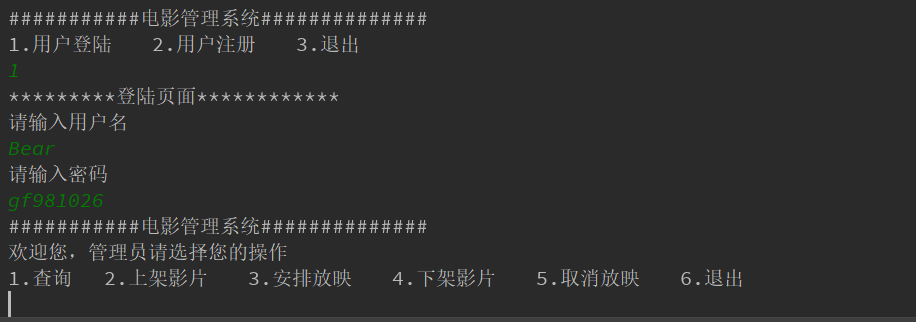 ###########电影管理系统##############
1.用户登陆   2.用户注册   3.退出
1
*********登陆页面************
请输入用户名
Bear
请输入密码
gf981026
###########电影管理系统##############
欢迎您，管理员请选择您的操作
1.查询  2.上架影片   3.安排放映   4.下架影片   5.取消放映   6.退出